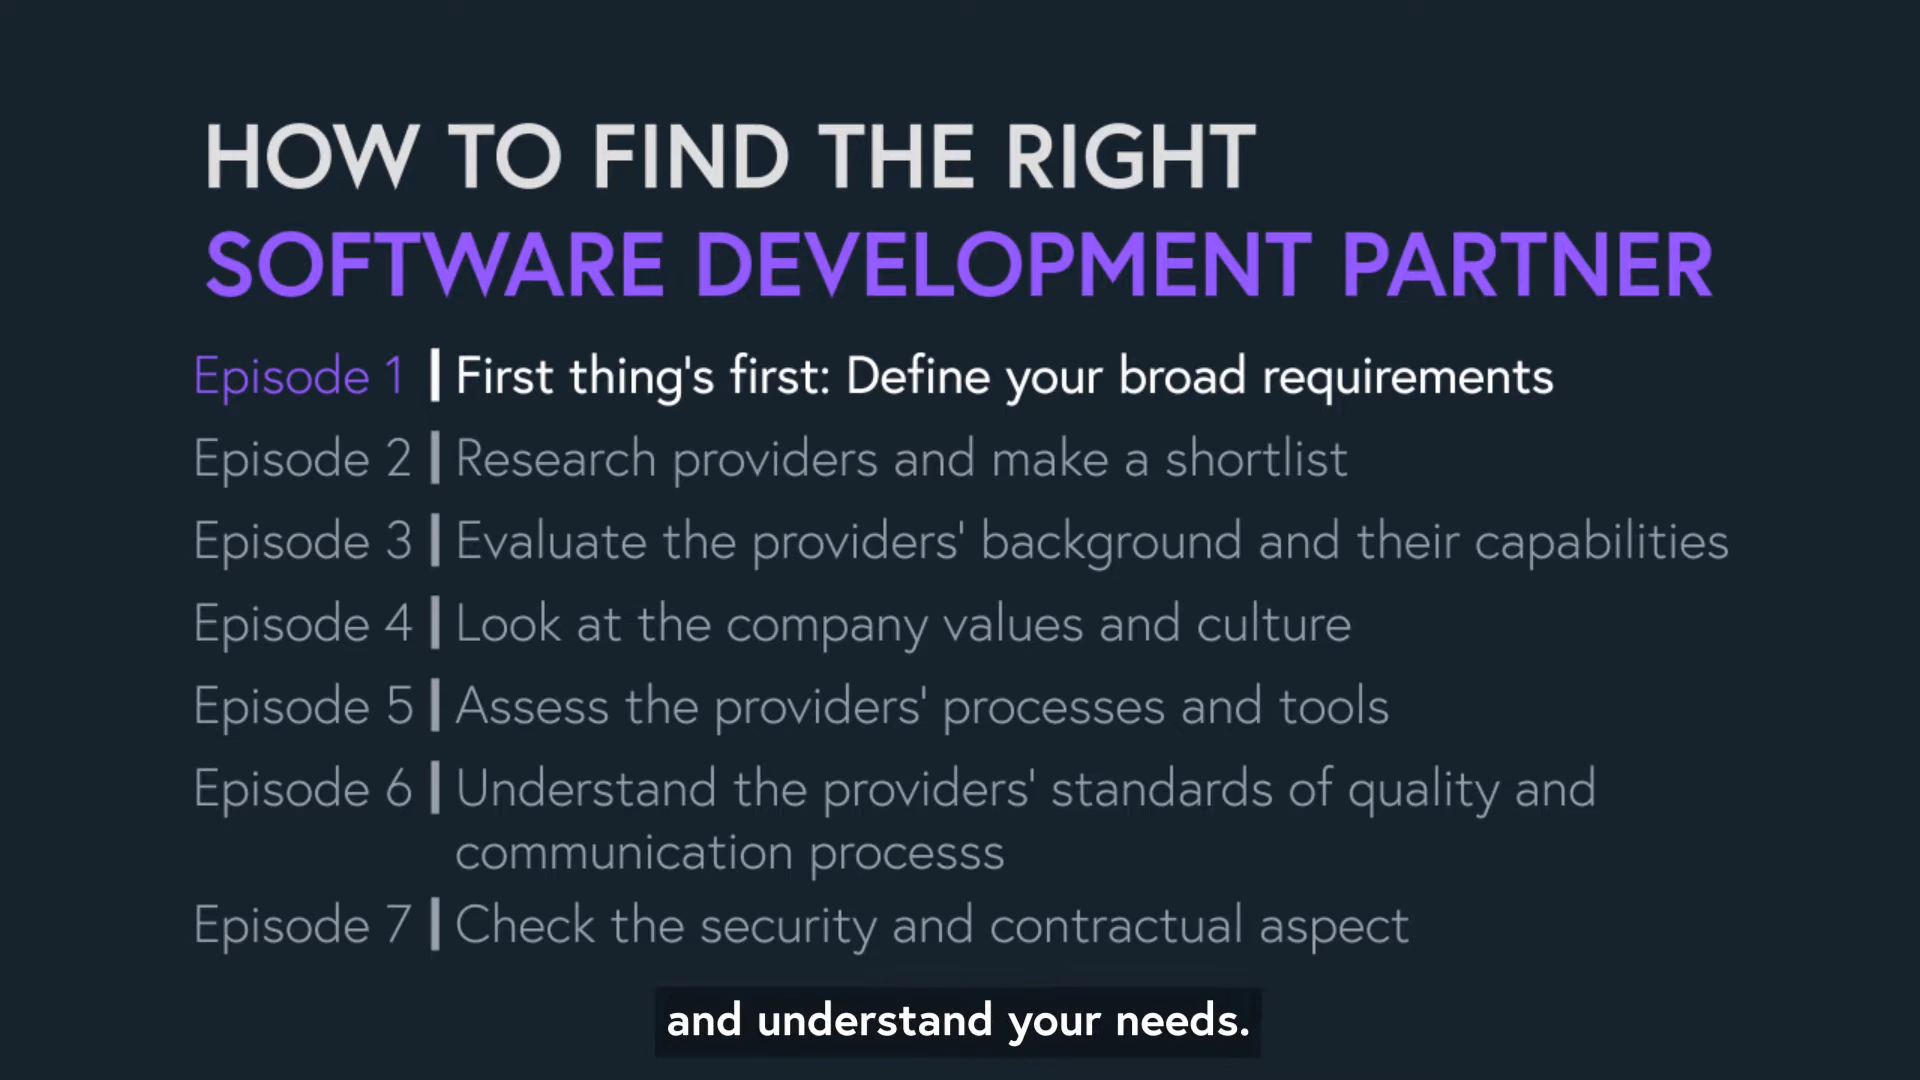 HOW TO FIND THE RIGHT
SOFTWARE DEVELOPMENT PARTNER
Episode 1 | First thing's first: Define your broad requirements
Episode 2 | Research providers and make a shortlist
Episode 3 | Evaluate the providers' background and their capabilities
Episode 4 | Look at the company values and culture
Episode 5 | Assess the providers' processes and tools
Episode 6 | Understand the providers' standards of quality and
communication processs
Episode 7 | Check the security and contractual aspect
and understand your needs.